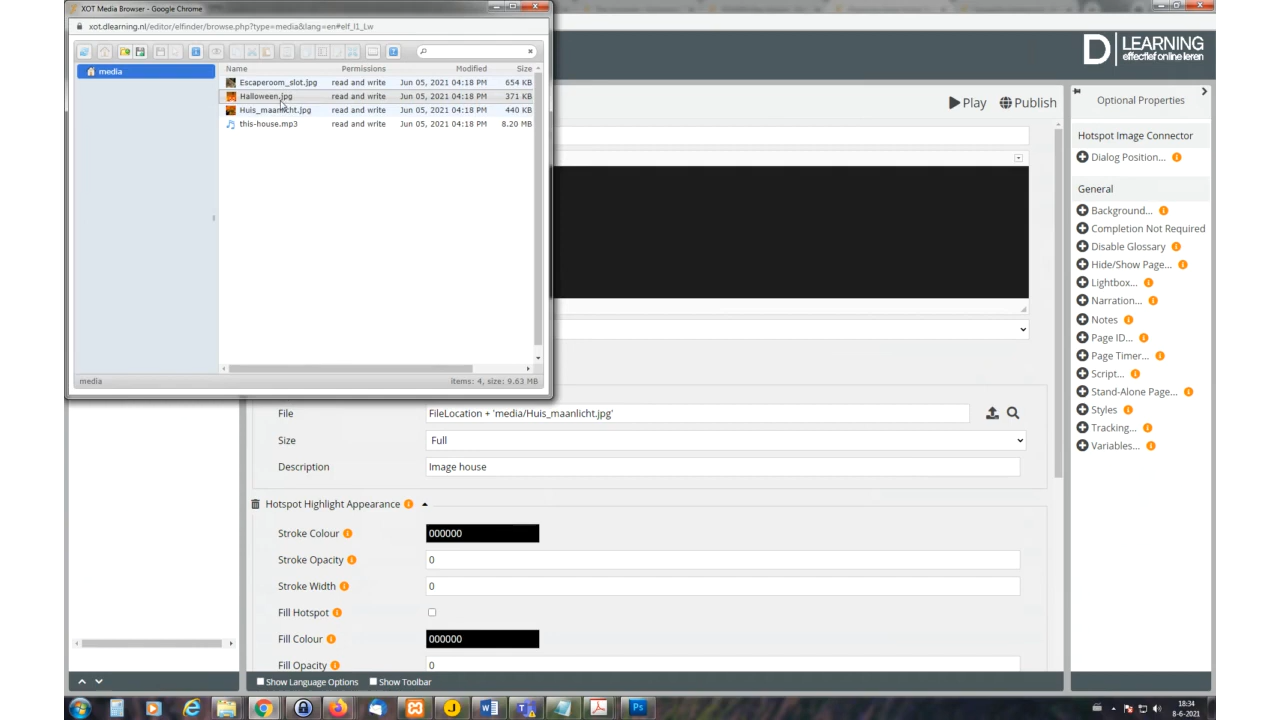 XOT Media Browser - Google Chrome
xot.dlearning.nl/editor/elfinder/browse.php?type=media&lang=en#elf_l1_Lw
media
Name Permissions Modified Size
Escaperoom_slot.jpg read and write Jun 05, 2021 04:18 PM 654 KB
Halloween.jpg read and write Jun 05, 2021 04:18 PM 371 KB
Huis_maanlicht.jpg read and write Jun 05, 2021 04:18 PM 440 KB
this-house.mp3 read and write Jun 05, 2021 04:18 PM 8.20 MB
media items: 4, size: 9.63 MB
D LEARNING
effectief online leren
Play Publish
Optional Properties
Hotspot Image Connector
Dialog Position...
General
Background...
Completion Not Required
Disable Glossary
Hide/Show Page...
Lightbox...
Narration...
Notes
Page ID...
Page Timer...
Script...
Stand-Alone Page...
Styles
Tracking...
Variables...
File FileLocation + 'media/Huis_maanlicht.jpg'
Size Full
Description Image house
Hotspot Highlight Appearance
Stroke Colour 000000
Stroke Opacity 0
Stroke Width 0
Fill Hotspot
Fill Colour 000000
Fill Opacity 0
Show Language Options Show Toolbar
18:34
8-6-2021